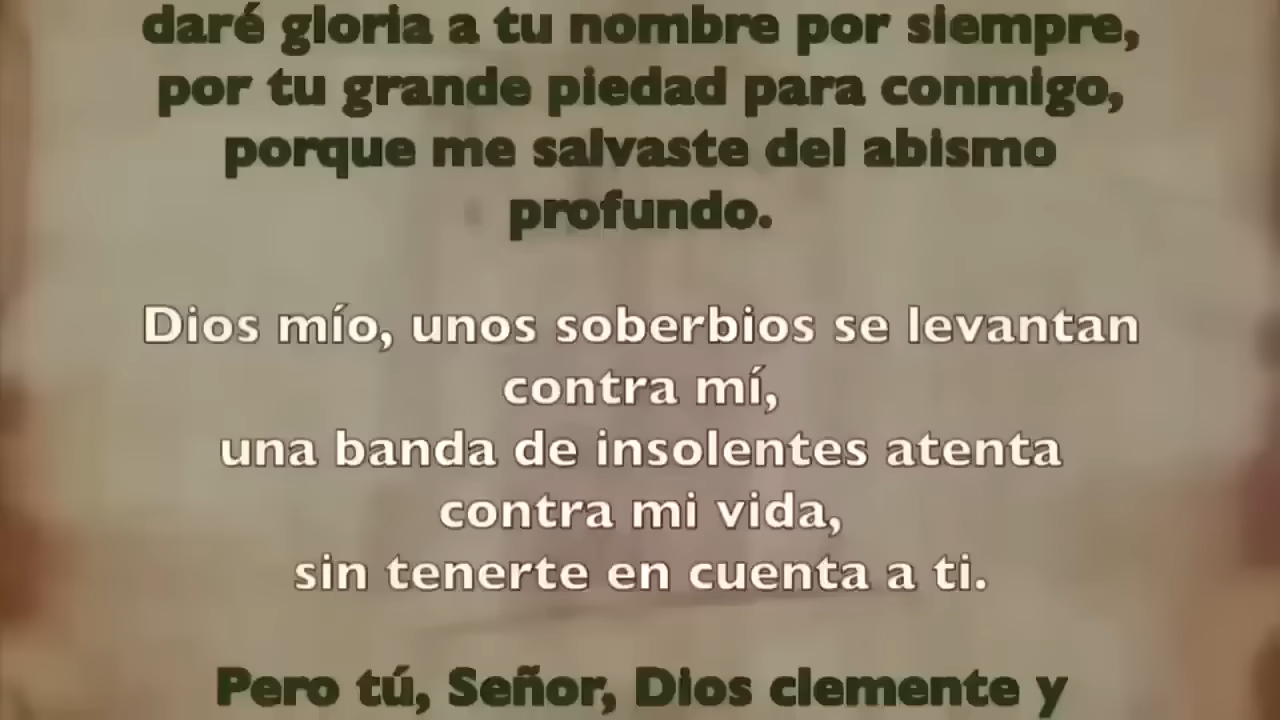 daré gloria a tu nombre por siempre,
por tu grande piedad para conmigo,
porque me salvaste del abismo
profundo.
Dios mío, unos soberbios se levantan
contra mí,
una banda de insolentes atenta
contra mi vida,
sin tenerte en cuenta a ti.
Pero tú, Señor, Dios clemente y